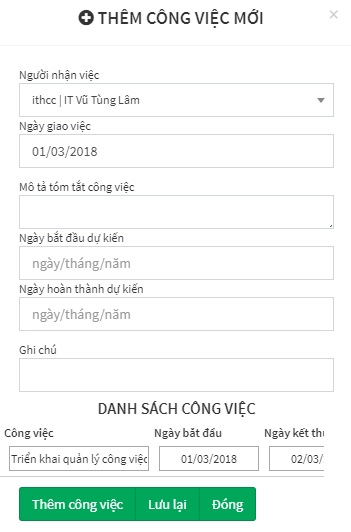 THÊM CÔNG VIỆC MỚI ×
Người nhận việc
ithcc | IT Vũ Tùng Lâm
Ngày giao việc
01/03/2018
Mô tả tóm tắt công việc
Ngày bắt đầu dự kiến
ngày/tháng/năm
Ngày hoàn thành dự kiến
ngày/tháng/năm
Ghi chú
DANH SÁCH CÔNG VIỆC
Công việc Ngày bắt đầu Ngày kết thú
Triển khai quản lý công việc 01/03/2018 02/03/
Thêm công việc Lưu lại Đóng